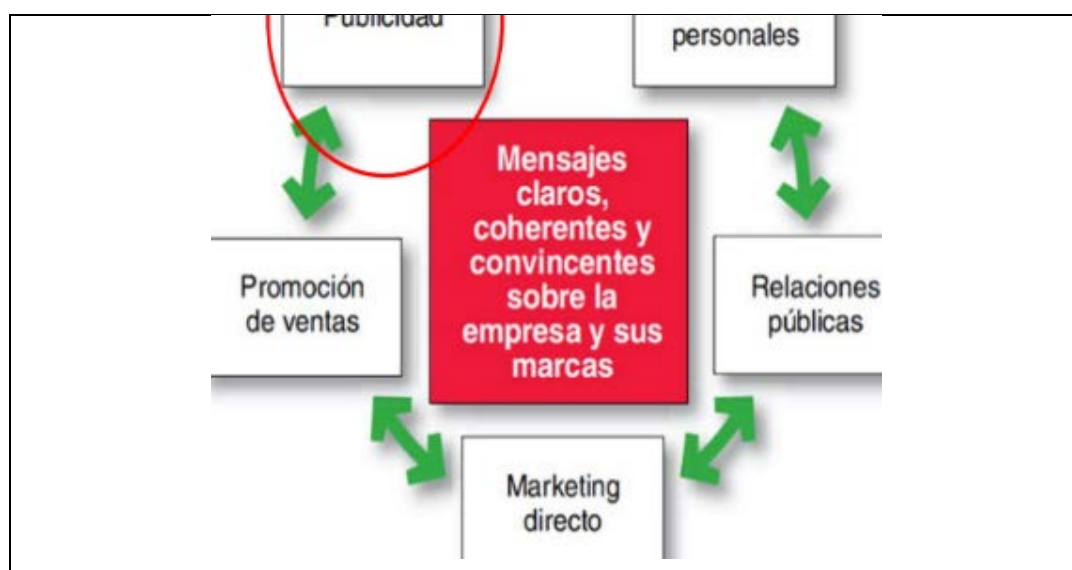 Publicidad
personales
Mensajes
claros,
coherentes y
convincentes
sobre la
empresa y sus
marcas
Promoción
de ventas
Relaciones
públicas
Marketing
directo